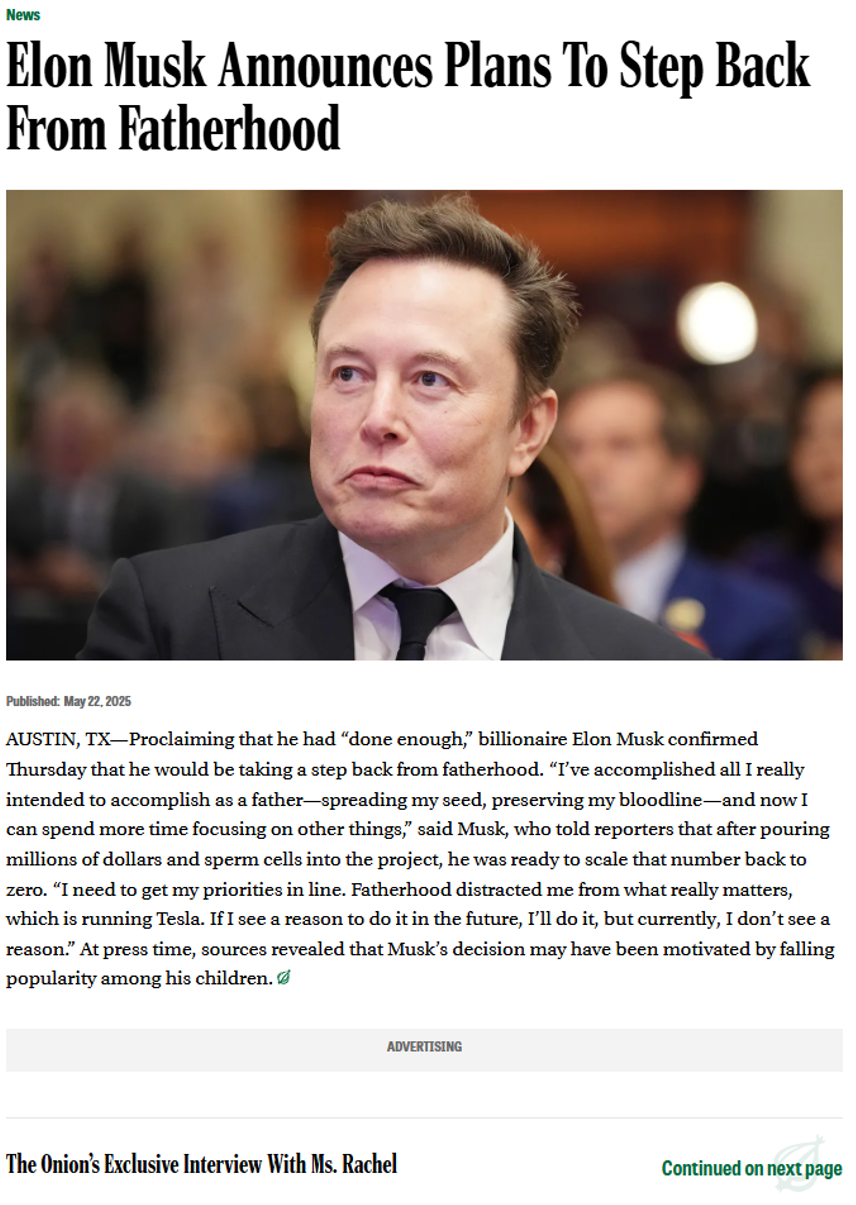 News
Elon Musk Announces Plans To Step Back
From Fatherhood
Published: May 22, 2025
AUSTIN, TX—Proclaiming that he had “done enough,” billionaire Elon Musk confirmed
Thursday that he would be taking a step back from fatherhood. “I’ve accomplished all I really
intended to accomplish as a father—spreading my seed, preserving my bloodline—and now I
can spend more time focusing on other things,” said Musk, who told reporters that after pouring
millions of dollars and sperm cells into the project, he was ready to scale that number back to
zero. “I need to get my priorities in line. Fatherhood distracted me from what really matters,
which is running Tesla. If I see a reason to do it in the future, I’ll do it, but currently, I don’t see a
reason.” At press time, sources revealed that Musk’s decision may have been motivated by falling
popularity among his children.
ADVERTISING
The Onion’s Exclusive Interview With Ms. Rachel
Continued on next page